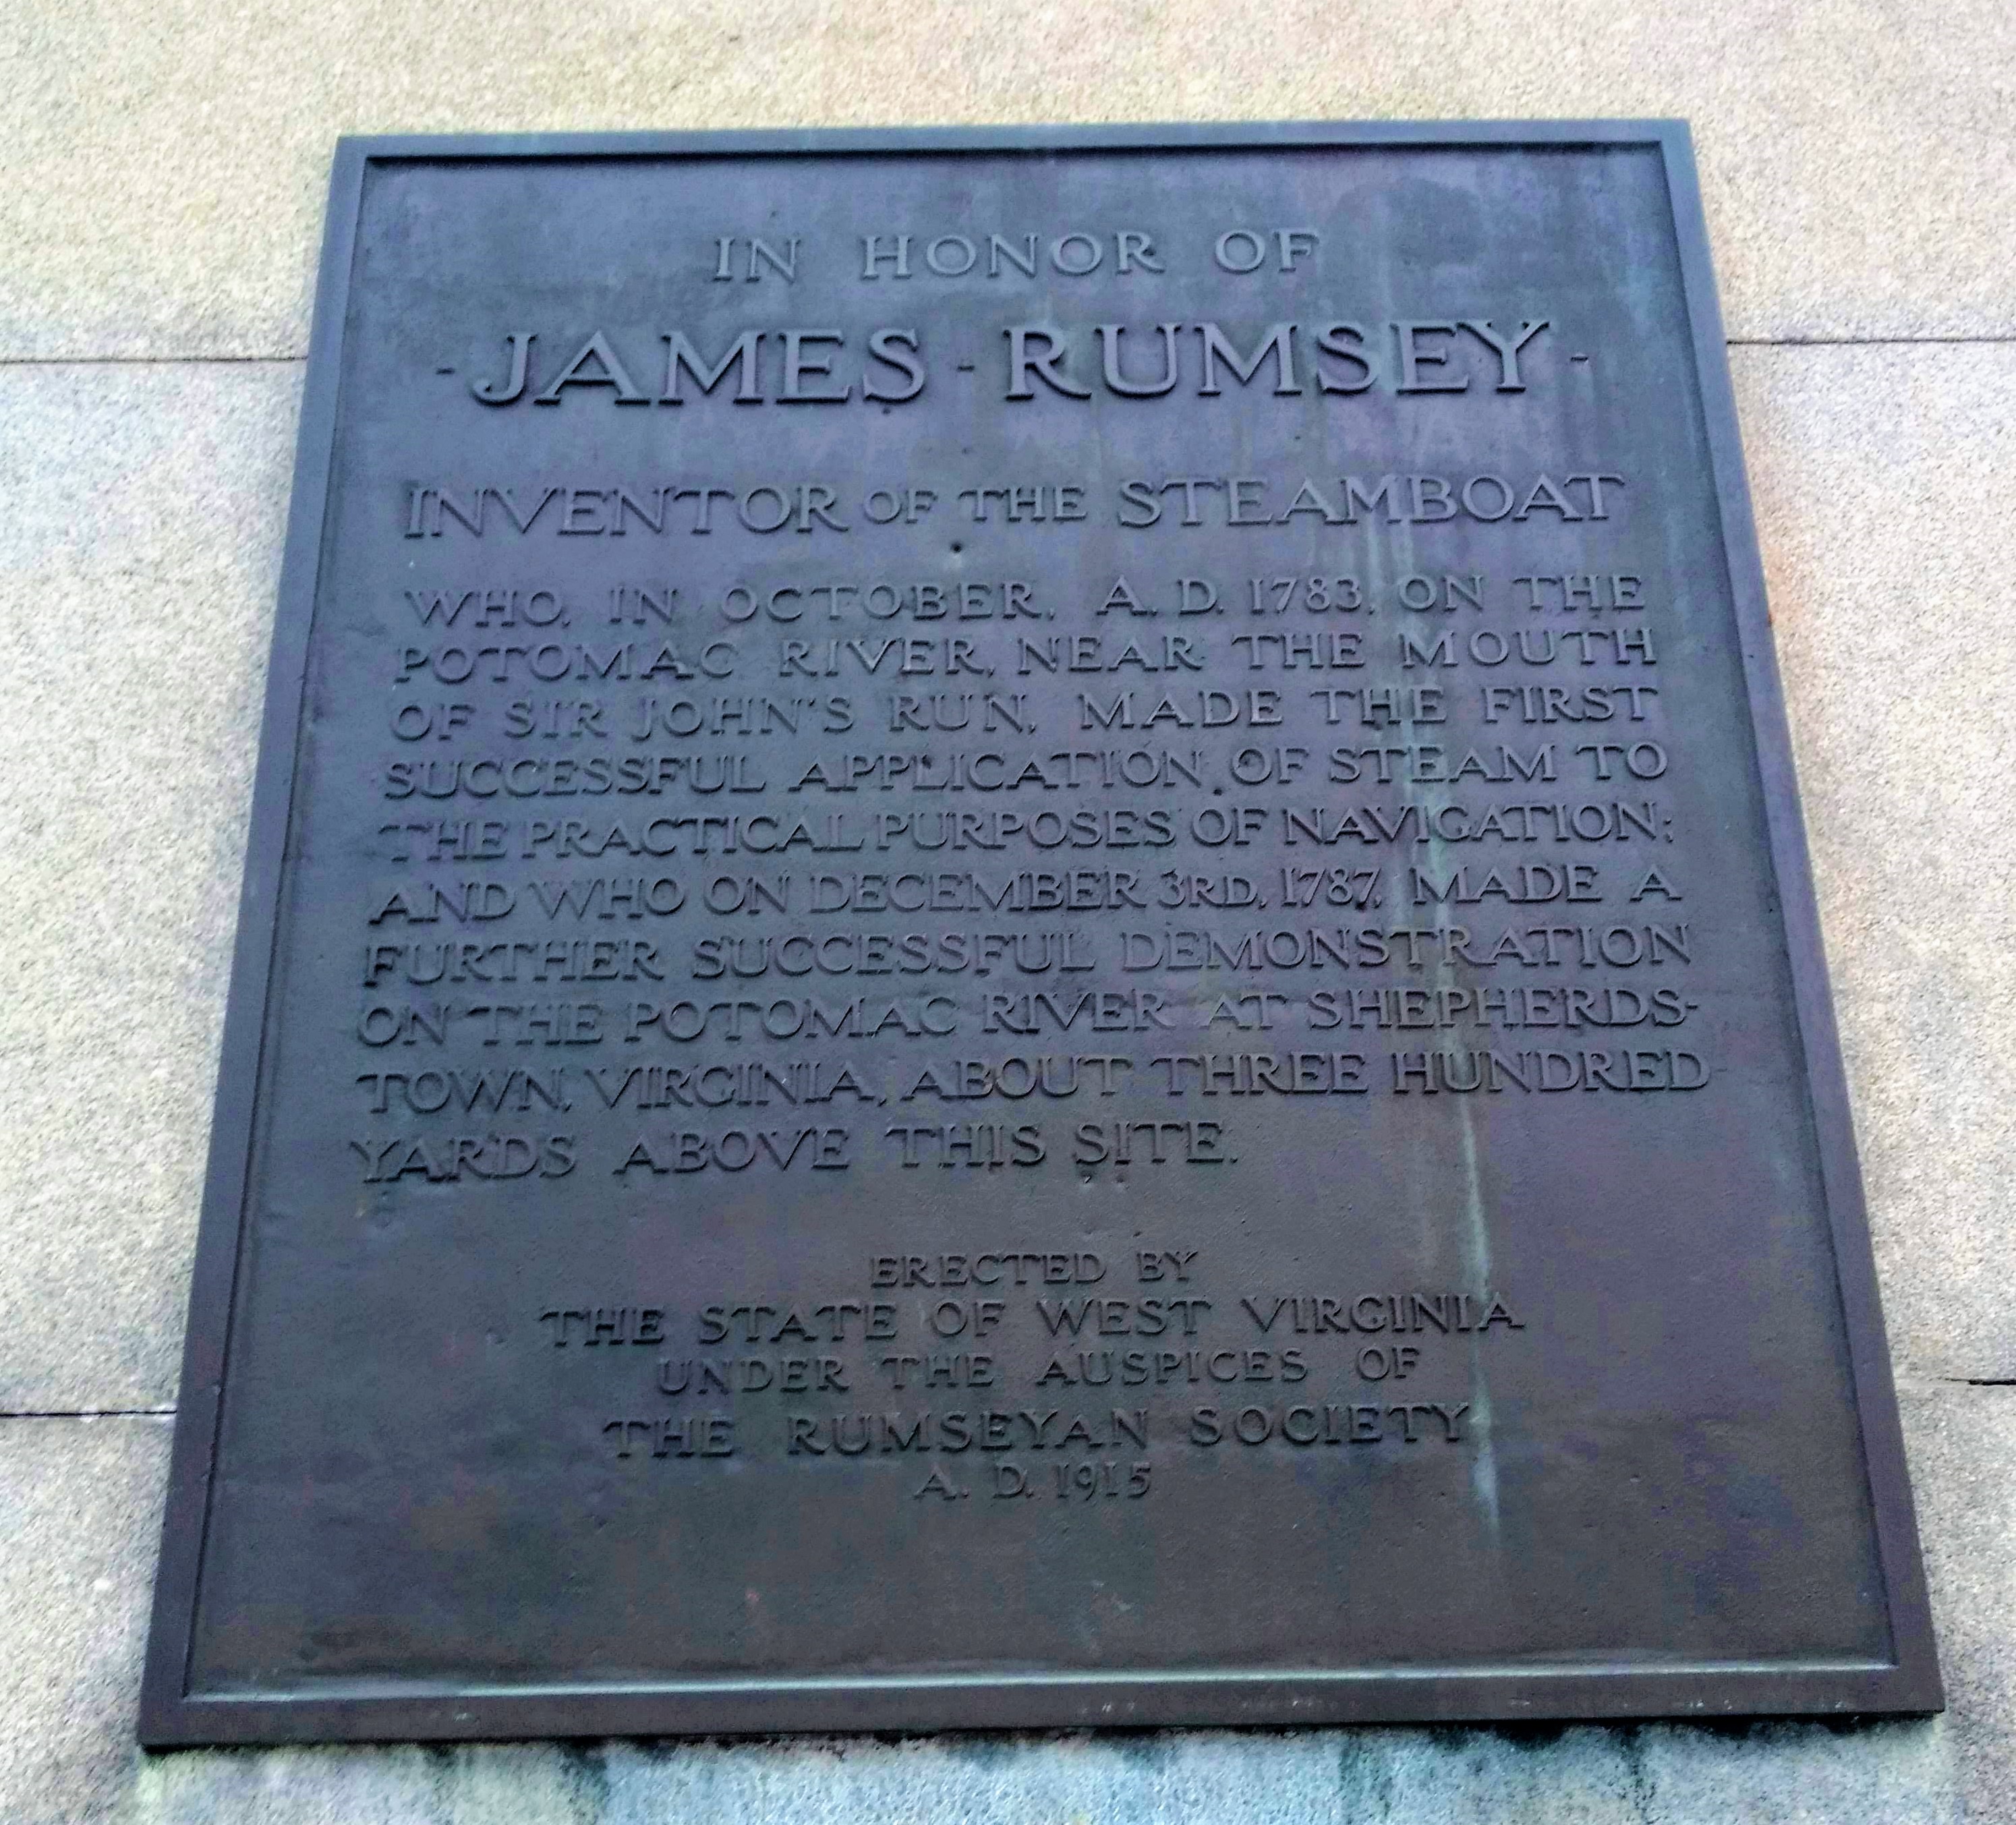 IN HONOR OF
- JAMES - RUMSEY -
INVENTOR OF THE STEAMBOAT
WHO, IN OCTOBER, A. D. 1783, ON THE
POTOMAC RIVER, NEAR THE MOUTH
OF SIR JOHN'S RUN, MADE THE FIRST
SUCCESSFUL APPLICATION OF STEAM TO
THE PRACTICAL PURPOSES OF NAVIGATION;
AND WHO ON DECEMBER 3RD, 1787, MADE A
FURTHER SUCCESSFUL DEMONSTRATION
ON THE POTOMAC RIVER AT SHEPHERDS-
TOWN, VIRGINIA, ABOUT THREE HUNDRED
YARDS ABOVE THIS SITE.
ERECTED BY
THE STATE OF WEST VIRGINIA
UNDER THE AUSPICES OF
THE RUMSEYAN SOCIETY
A. D. 1915